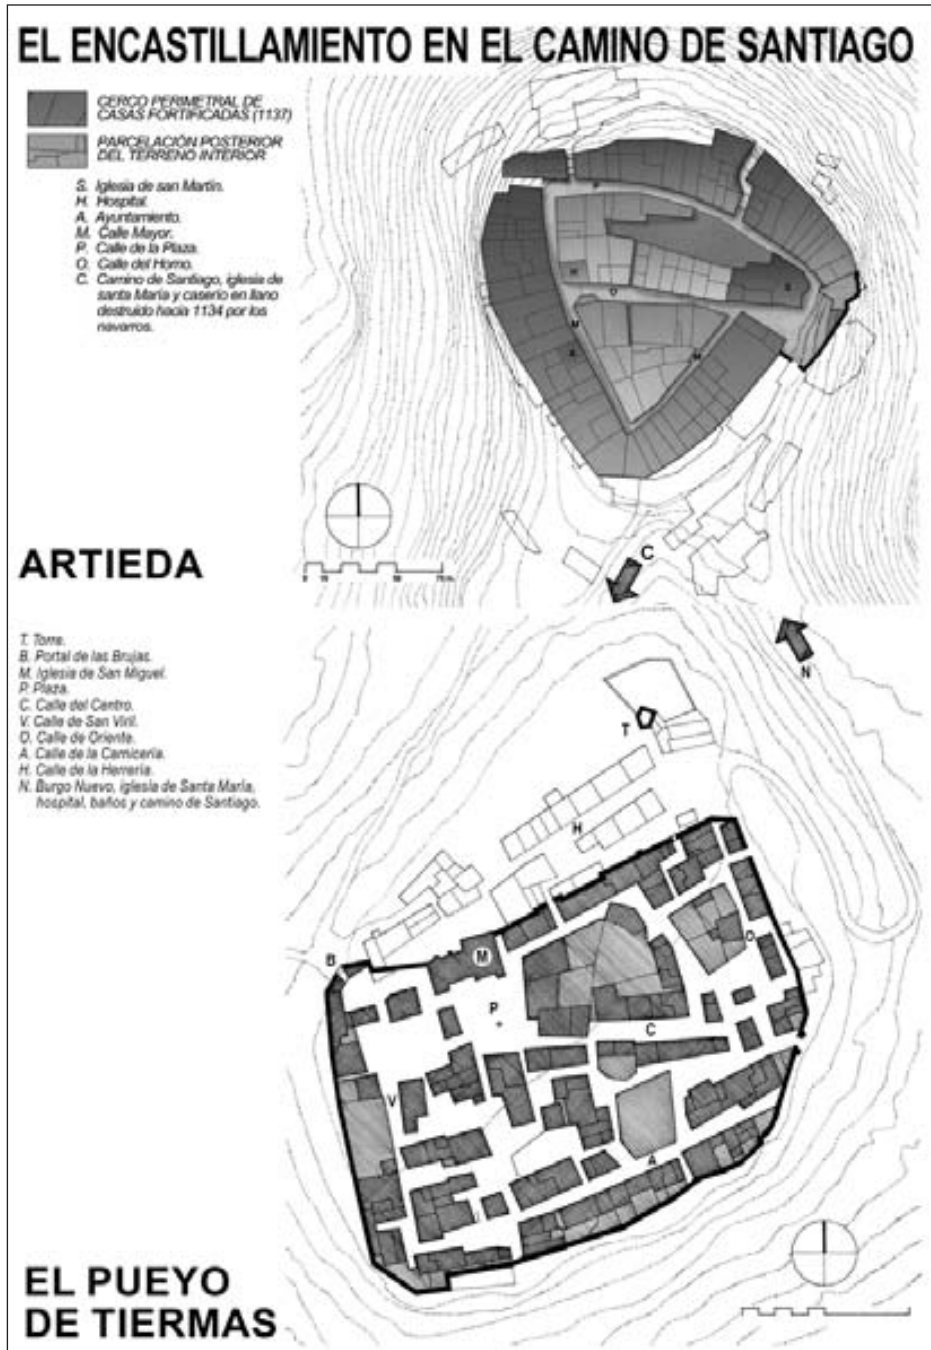 EL ENCASTILLAMIENTO EN EL CAMINO DE SANTIAGO
CERCO PERIMETRAL DE
CASAS FORTIFICADAS (1137)
PARCELACIÓN POSTERIOR
DEL TERRENO INTERIOR
S. Iglesia de san Martín.
H. Hospital.
A. Ayuntamiento.
M. Calle Mayor.
P. Calle de la Plaza.
O. Calle del Horno.
C. Camino de Santiago, iglesia de
santa María y caserío en llano
destruido hacia 1134 por los
navarros.
P
H
O
S
M
A
M
C
ARTIEDA
0 10 50
N
T. Torre.
B. Portal de las Brujas.
M. Iglesia de San Miguel.
P. Plaza.
C. Calle del Centro.
V. Calle de San Viril.
O. Calle de Oriente.
A. Calle de la Carnicería.
H. Calle de la Herrería.
N. Burgo Nuevo, iglesia de Santa María,
hospital, baños y camino de Santiago.
T
H
O
M
B
P
C
V
A
EL PUEYO
DE TIERMAS